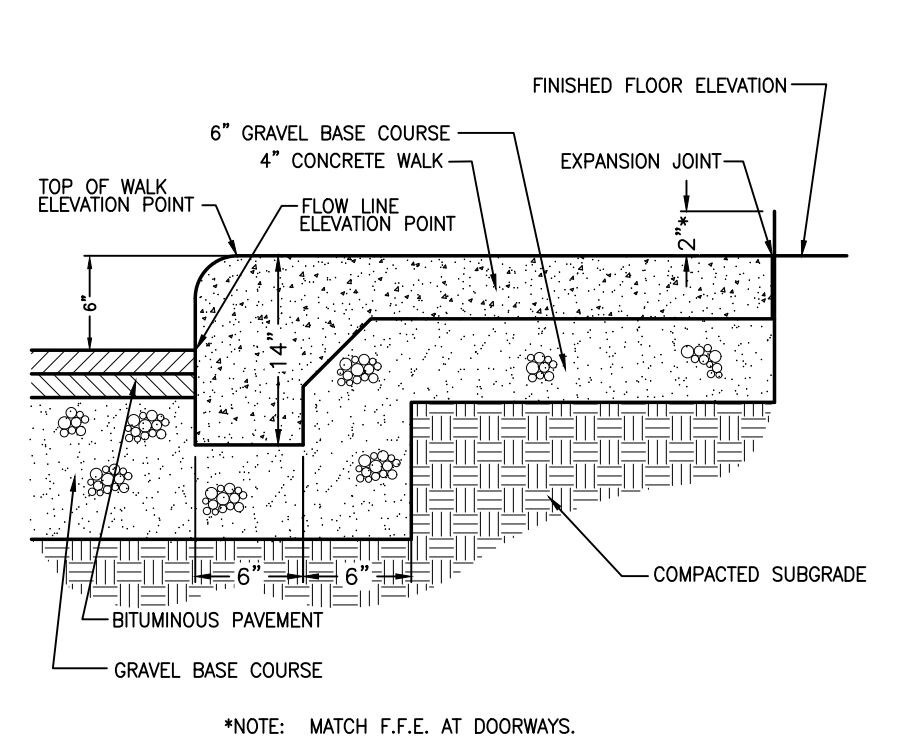 FINISHED FLOOR ELEVATION
6” GRAVEL BASE COURSE
4” CONCRETE WALK
EXPANSION JOINT
TOP OF WALK
ELEVATION POINT
FLOW LINE
ELEVATION POINT
2”*
6”
14”
6”
6”
COMPACTED SUBGRADE
BITUMINOUS PAVEMENT
GRAVEL BASE COURSE
*NOTE: MATCH F.F.E. AT DOORWAYS.